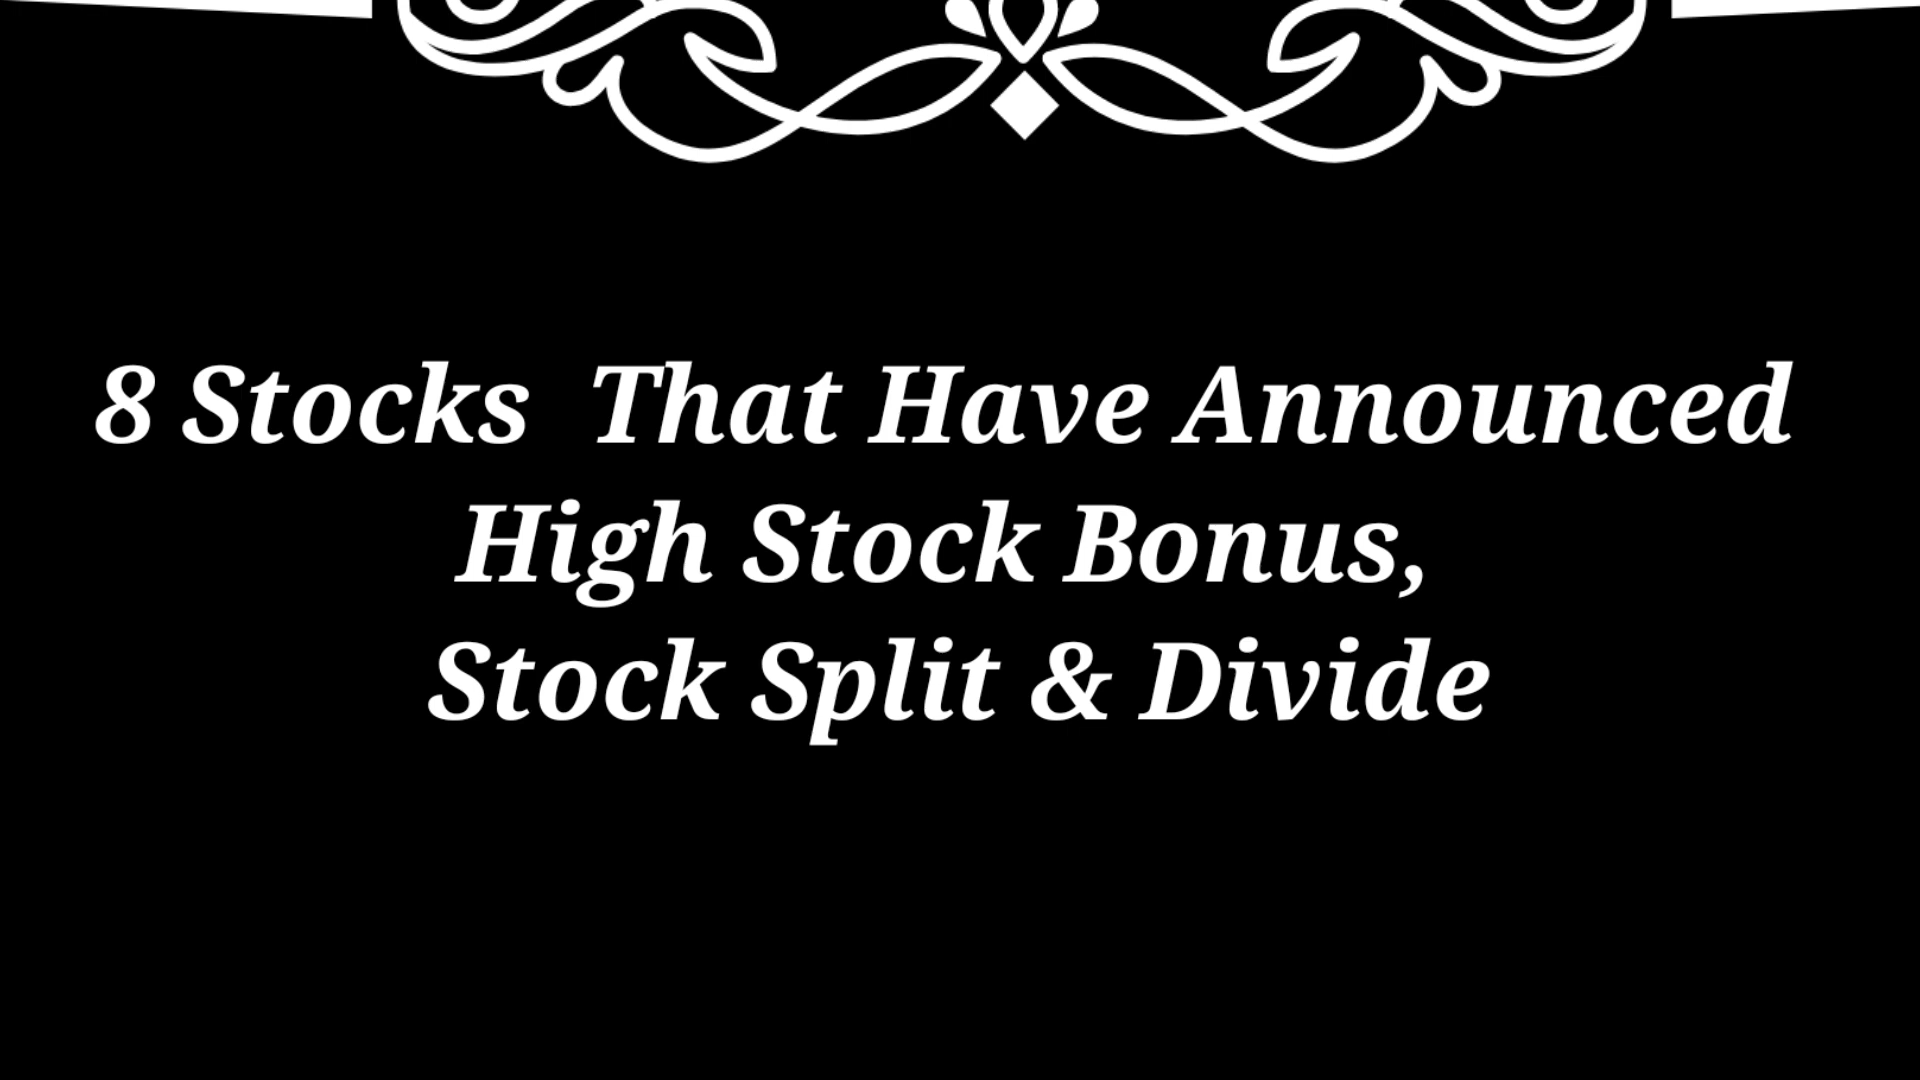 8 Stocks  That Have Announced
High Stock Bonus,
Stock Split & Divide